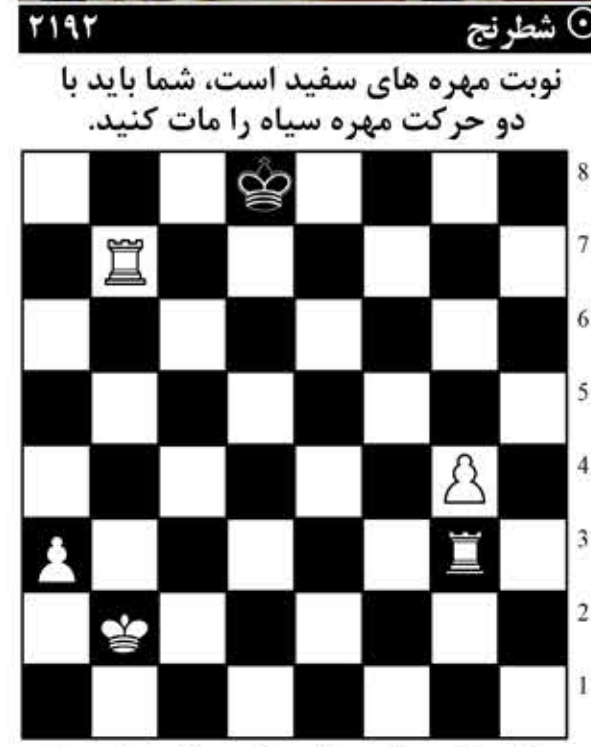 شطرنج ۲۱۹۲
نوبت مهره های سفید است، شما باید با
دو حرکت مهره سیاه را مات کنید.
8
7
6
5
4
3
2
1